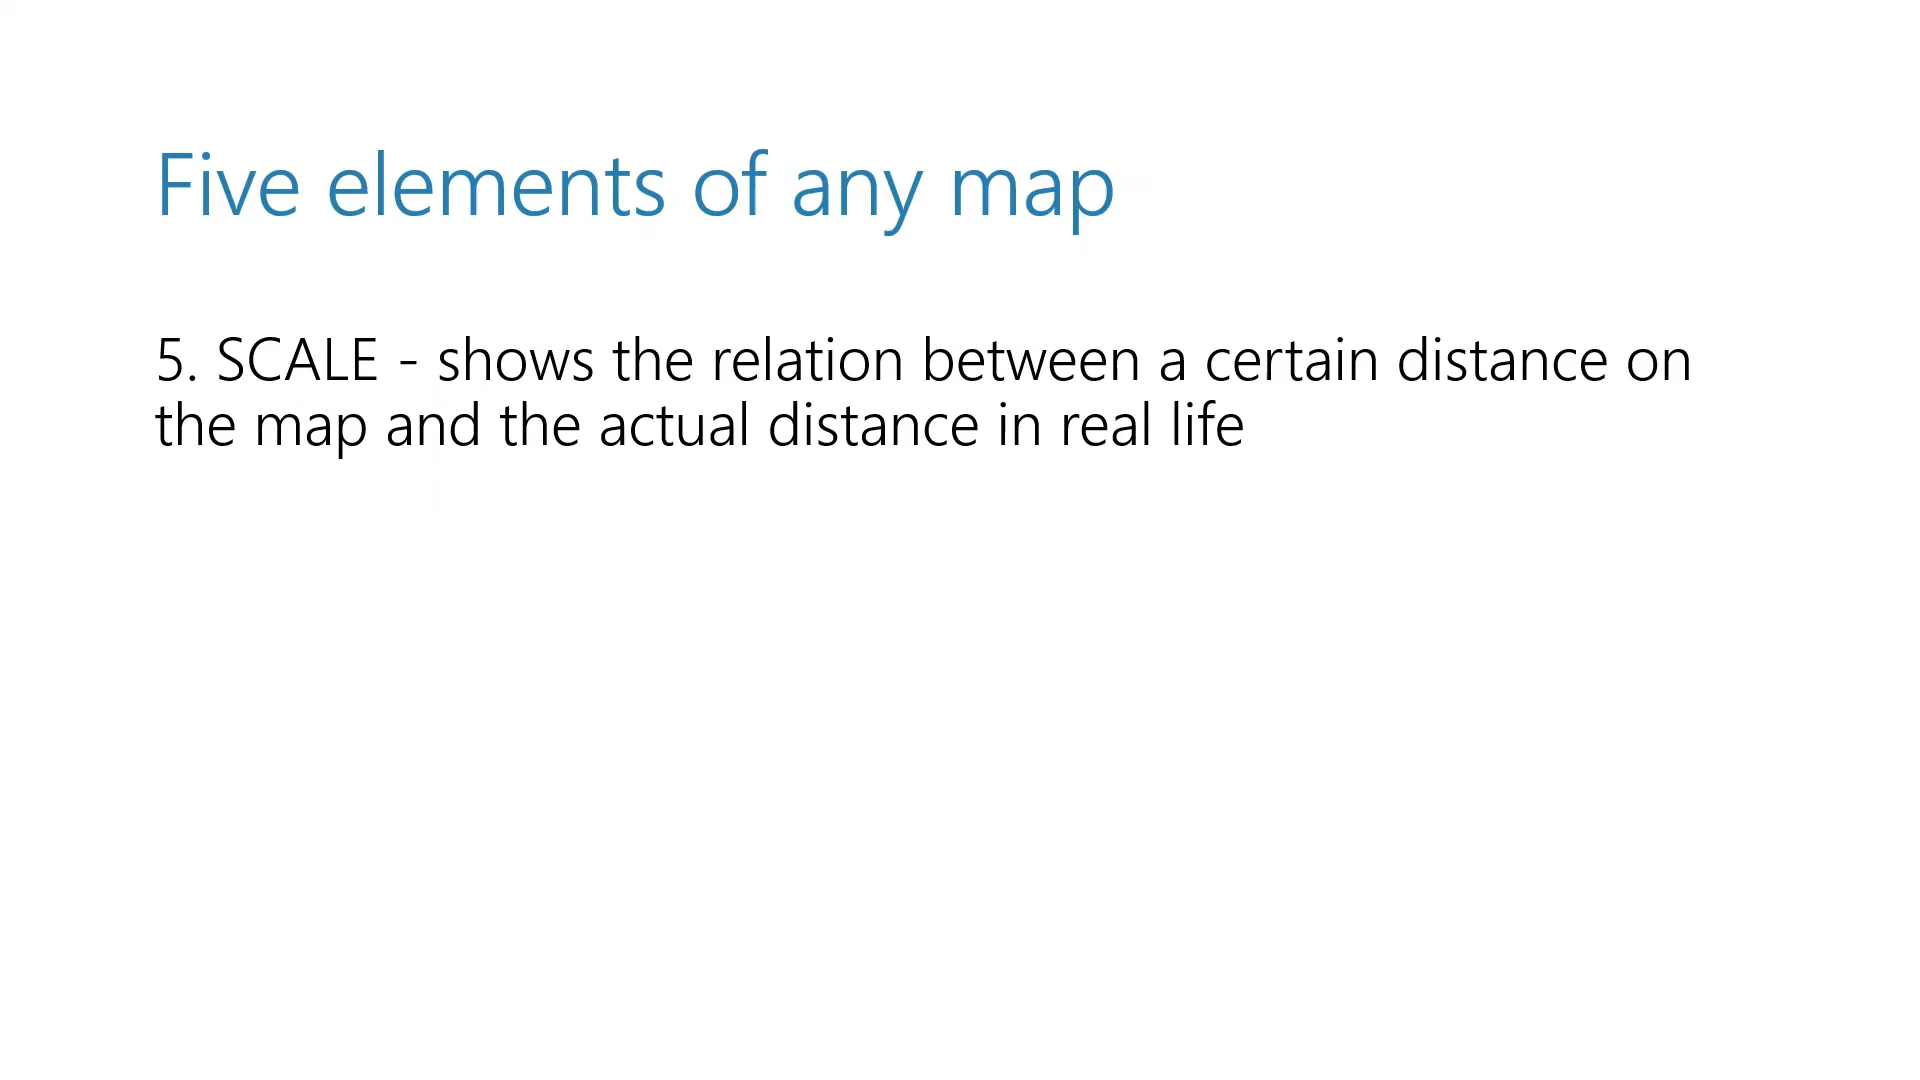 Five elements of any map
5. SCALE - shows the relation between a certain distance on
the map and the actual distance in real life